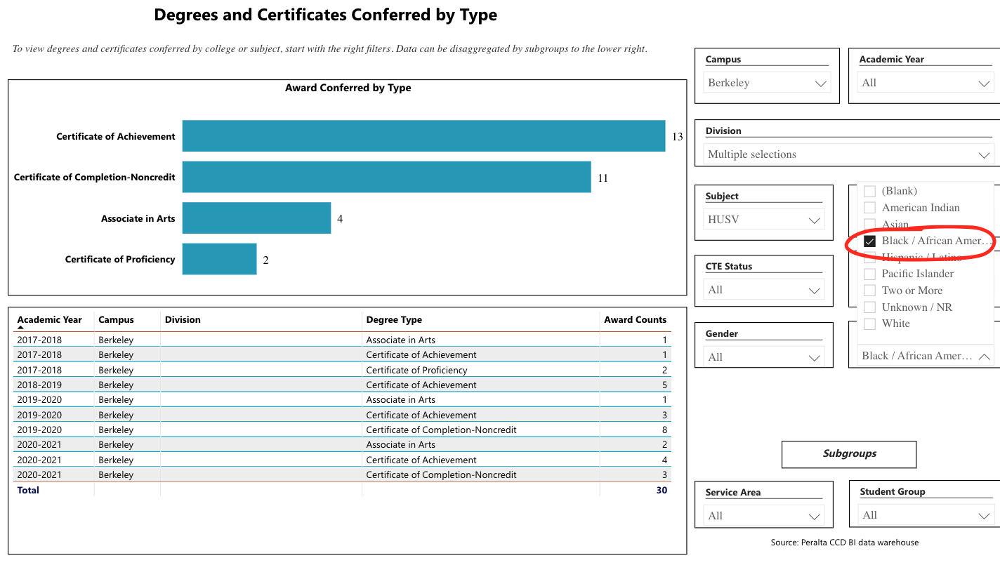 Degrees and Certificates Conferred by Type
To view degrees and certificates conferred by college or subject, start with the right filters. Data can be disaggregated by subgroups to the lower right.
Award Conferred by Type
Certificate of Achievement 13
Certificate of Completion-Noncredit 11
Associate in Arts 4
Certificate of Proficiency 2
Academic Year Campus Division Degree Type Award Counts
2017-2018 Berkeley Associate in Arts 1
2017-2018 Berkeley Certificate of Achievement 1
2017-2018 Berkeley Certificate of Proficiency 2
2018-2019 Berkeley Certificate of Achievement 5
2019-2020 Berkeley Associate in Arts 1
2019-2020 Berkeley Certificate of Achievement 3
2019-2020 Berkeley Certificate of Completion-Noncredit 8
2020-2021 Berkeley Associate in Arts 2
2020-2021 Berkeley Certificate of Achievement 4
2020-2021 Berkeley Certificate of Completion-Noncredit 3
Total 30
Campus
Berkeley
Academic Year
All
Division
Multiple selections
Subject
HUSV
CTE Status
All
Gender
All
(Blank)
American Indian
Asian
Black / African Amer...
Hispanic / Latino
Pacific Islander
Two or More
Unknown / NR
White
Black / African Amer...
Subgroups
Service Area
All
Student Group
All
Source: Peralta CCD BI data warehouse